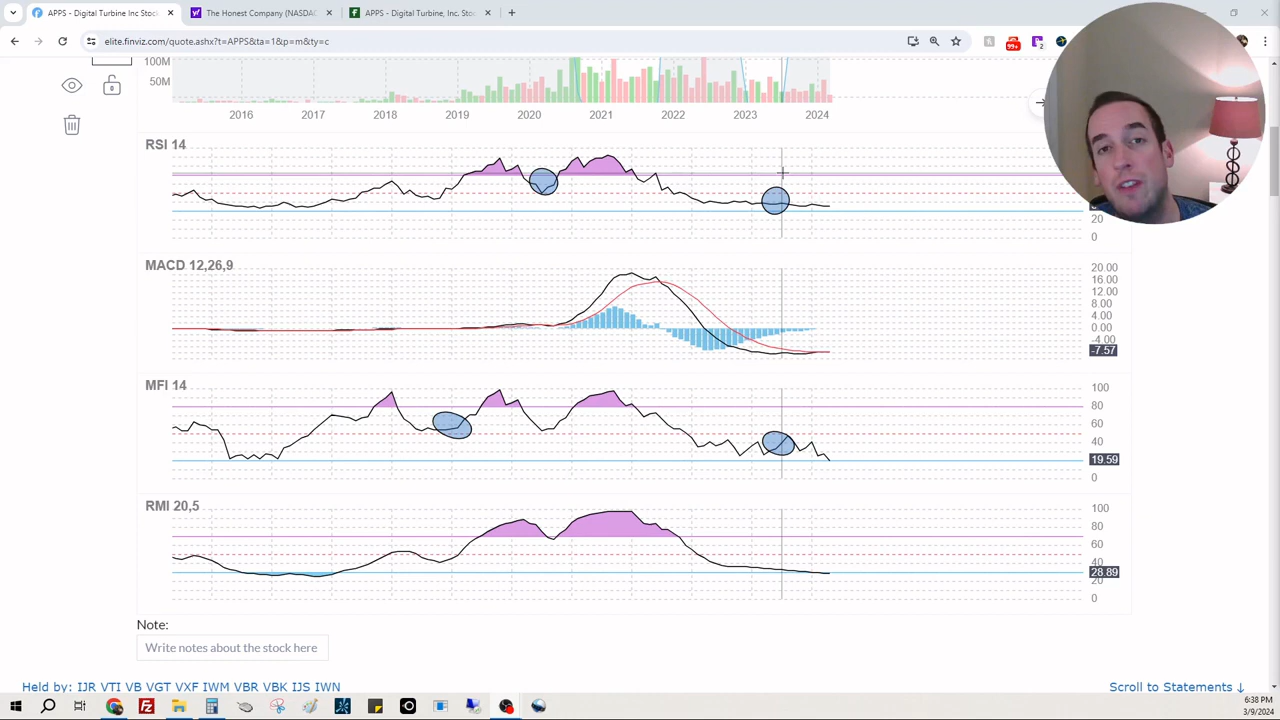 APPS - Digital Turbine, Inc. Stoc
The Honest Company (NASDAC
APPS - Digital Turbine, Inc. Stock
elite.finviz.com/quote.ashx?t=APPS&ta=1&p=m&ty=c
99+
2
100M
50M
2016 2017 2018 2019 2020 2021 2022 2023 2024
RSI 14
20
0
MACD 12,26,9
20.00
16.00
12.00
8.00
4.00
0.00
-4.00
-7.57
MFI 14
100
80
60
40
19.59
0
RMI 20,5
100
80
60
40
28.89
20
0
Note:
Write notes about the stock here
Held by: IJR VTI VB VGT VXF IWM VBR VBK IJS IWN
Scroll to Statements ↓
6:38 PM
3/9/2024